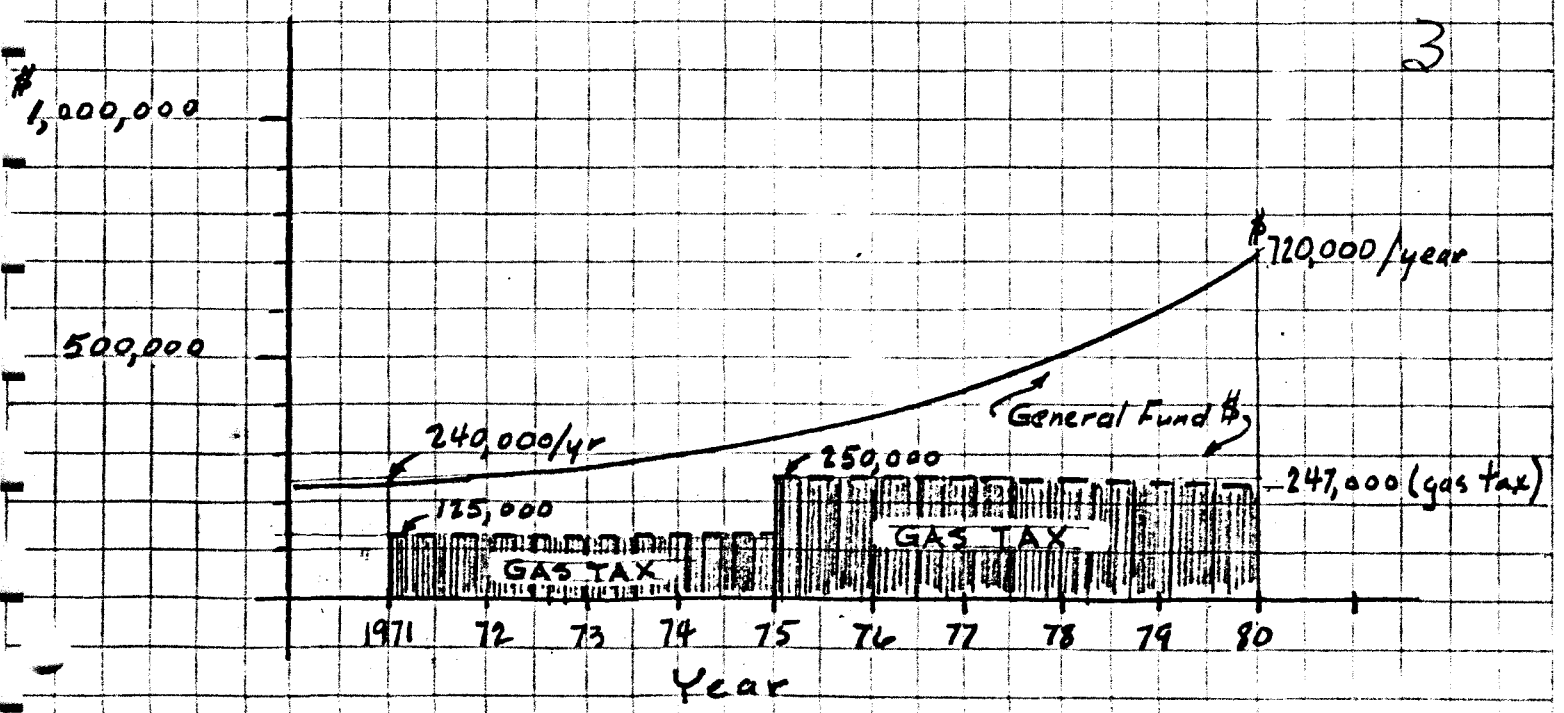 3
$
1,000,000
$
720,000/year
500,000
General Fund $
240,000/yr
250,000
247,000 (gas tax)
125,000
GAS TAX
GAS TAX
1971 72 73 74 75 76 77 78 79 80
Year